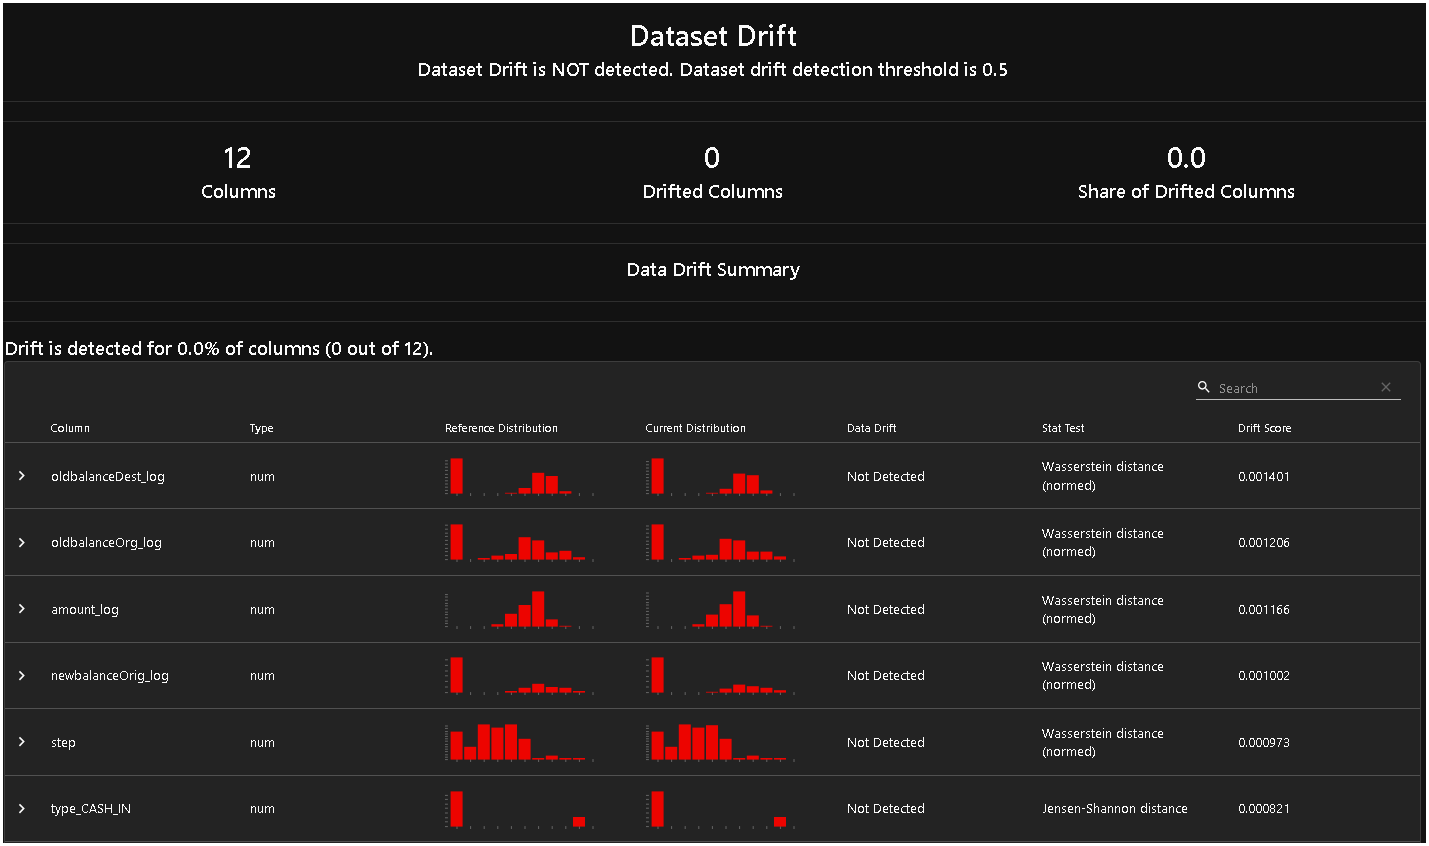 Dataset Drift
Dataset Drift is NOT detected. Dataset drift detection threshold is 0.5
12
0
0.0
Columns
Drifted Columns
Share of Drifted Columns
Data Drift Summary
Drift is detected for 0.0% of columns (0 out of 12).
Search
Column Type Reference Distribution Current Distribution Data Drift Stat Test Drift Score
oldbalanceDest_log num Not Detected Wasserstein distance (normed) 0.001401
oldbalanceOrg_log num Not Detected Wasserstein distance (normed) 0.001206
amount_log num Not Detected Wasserstein distance (normed) 0.001166
newbalanceOrig_log num Not Detected Wasserstein distance (normed) 0.001002
step num Not Detected Wasserstein distance (normed) 0.000973
type_CASH_IN num Not Detected Jensen-Shannon distance 0.000821